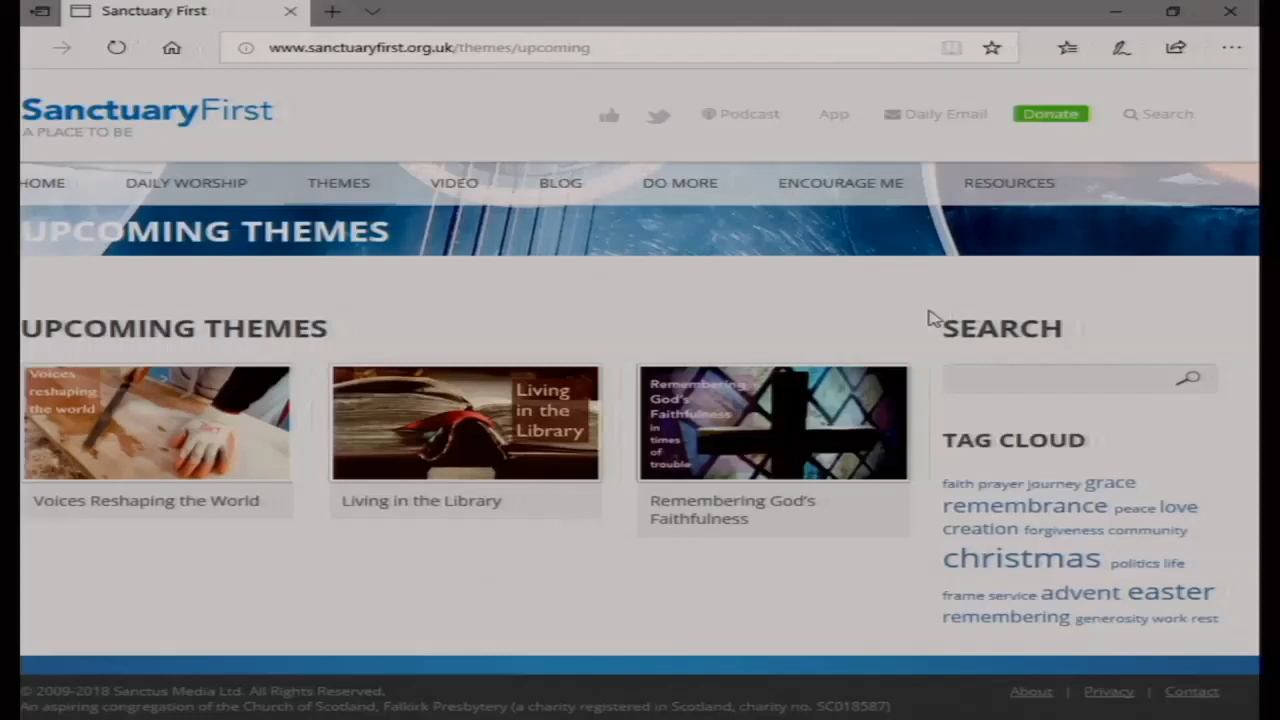 Sanctuary First
www.sanctuaryfirst.org.uk/themes/upcoming
SanctuaryFirst
A PLACE TO BE
Podcast
App
Daily Email
Donate
Search
HOME
DAILY WORSHIP
THEMES
VIDEO
BLOG
DO MORE
ENCOURAGE ME
RESOURCES
UPCOMING THEMES
UPCOMING THEMES
Voices
reshaping
the world
Voices Reshaping the World
Living
in the
Library
Living in the Library
Remembering
God's
Faithfulness
in
times
of
trouble
Remembering God's
Faithfulness
SEARCH
TAG CLOUD
faith prayer journey grace
remembrance peace love
creation forgiveness community
christmas politics life
frame service advent easter
remembering generosity work rest
© 2009-2018 Sanctus Media Ltd. All Rights Reserved.
An aspiring congregation of the Church of Scotland, Falkirk Presbytery (a charity registered in Scotland, charity no. SC018587)
About | Privacy | Contact